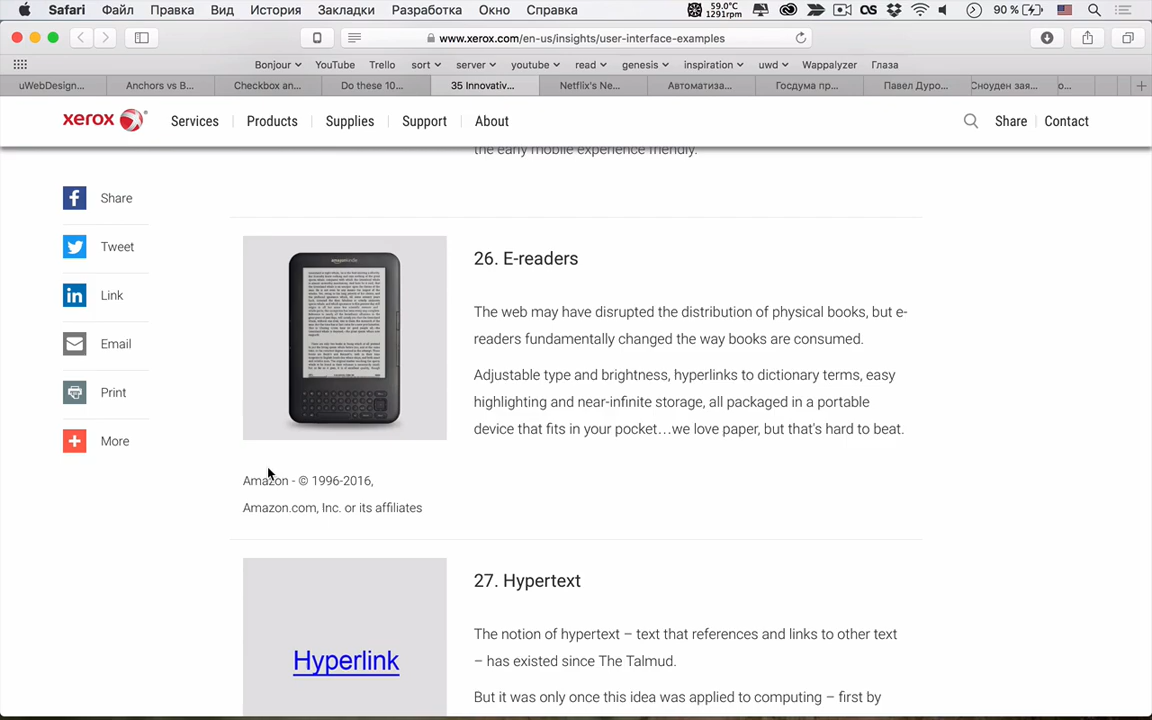 Safari Файл Правка Вид История Закладки Разработка Окно Справка 59.0°C 1291rpm 90 %
www.xerox.com/en-us/insights/user-interface-examples
Bonjour YouTube Trello sort server youtube read genesis inspiration uwd Wappalyzer Глаза
uWebDesign... Anchors vs B... Checkbox an... Do these 10... 35 Innovativ... Netflix's Ne... Автоматиза... Госдума пр... Павел Дуро... Сноуден зая... о...
xerox Services Products Supplies Support About Share Contact
the early mobile experience friendly.
Share
Tweet
Link
Email
Print
More
26. E-readers
The web may have disrupted the distribution of physical books, but e-
readers fundamentally changed the way books are consumed.
Adjustable type and brightness, hyperlinks to dictionary terms, easy
highlighting and near-infinite storage, all packaged in a portable
device that fits in your pocket…we love paper, but that's hard to beat.
Amazon - © 1996-2016,
Amazon.com, Inc. or its affiliates
27. Hypertext
Hyperlink
The notion of hypertext – text that references and links to other text
– has existed since The Talmud.
But it was only once this idea was applied to computing – first by